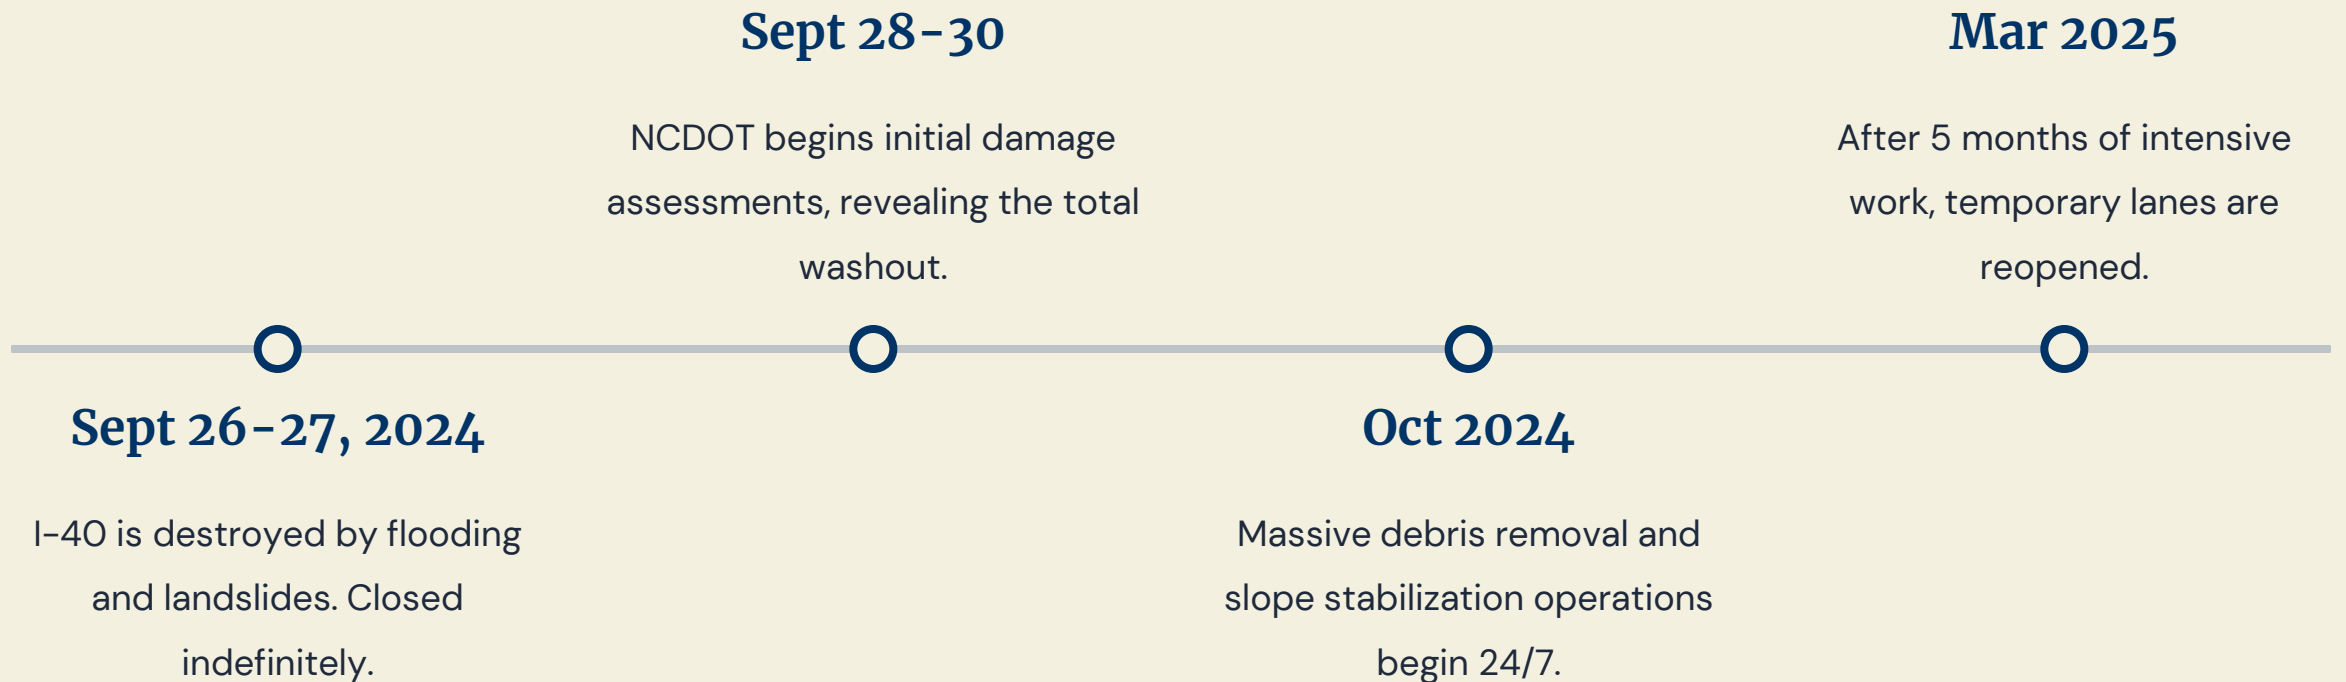 Sept 26-27, 2024
I-40 is destroyed by flooding
and landslides. Closed
indefinitely.
Sept 28-30
NCDOT begins initial damage
assessments, revealing the total
washout.
Oct 2024
Massive debris removal and
slope stabilization operations
begin 24/7.
Mar 2025
After 5 months of intensive
work, temporary lanes are
reopened.